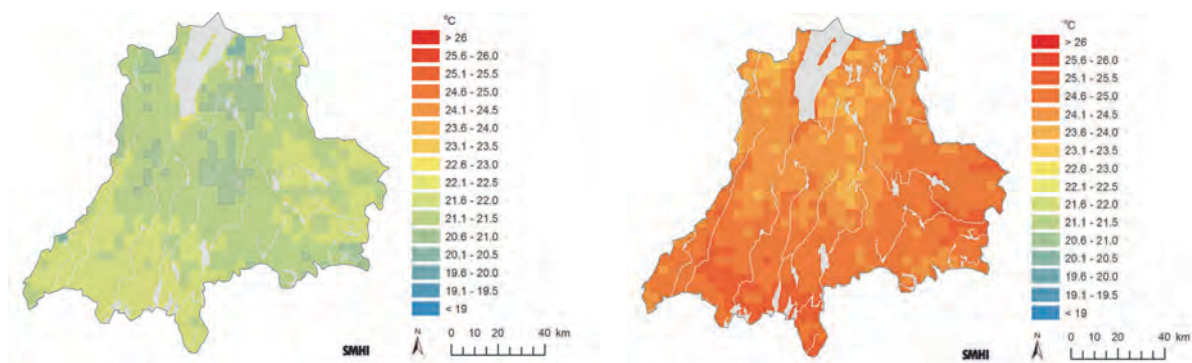 °C
> 26
25.6 - 26.0
25.1 - 25.5
24.6 - 25.0
24.1 - 24.5
23.6 - 24.0
23.1 - 23.5
22.6 - 23.0
22.1 - 22.5
21.6 - 22.0
21.1 - 21.5
20.6 - 21.0
20.1 - 20.5
19.6 - 20.0
19.1 - 19.5
< 19
N
0 10 20 40 km
SMHI
°C
> 26
25.6 - 26.0
25.1 - 25.5
24.6 - 25.0
24.1 - 24.5
23.6 - 24.0
23.1 - 23.5
22.6 - 23.0
22.1 - 22.5
21.6 - 22.0
21.1 - 21.5
20.6 - 21.0
20.1 - 20.5
19.6 - 20.0
19.1 - 19.5
< 19
N
0 10 20 40 km
SMHI